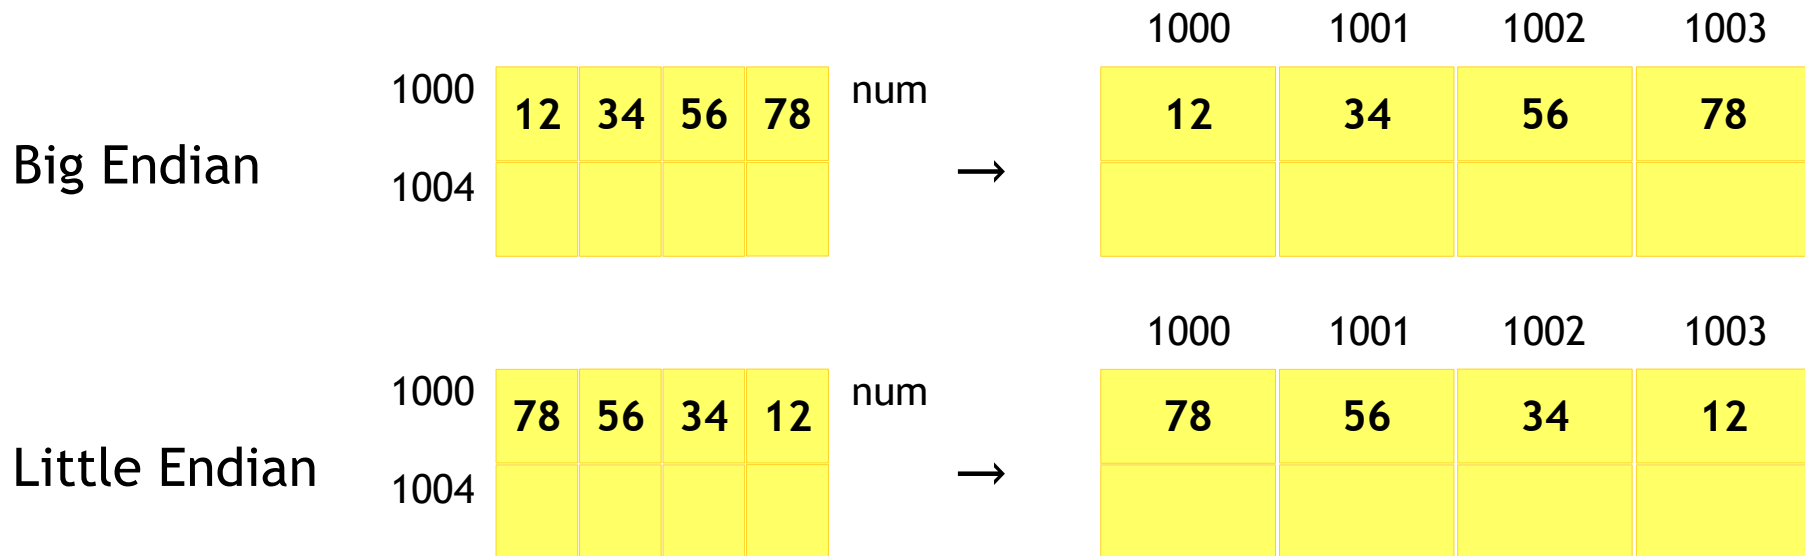 1000 1001 1002 1003
1000 12 34 56 78 num 12 34 56 78
Big Endian →
1004
1000 1001 1002 1003
1000 78 56 34 12 num 78 56 34 12
Little Endian →
1004